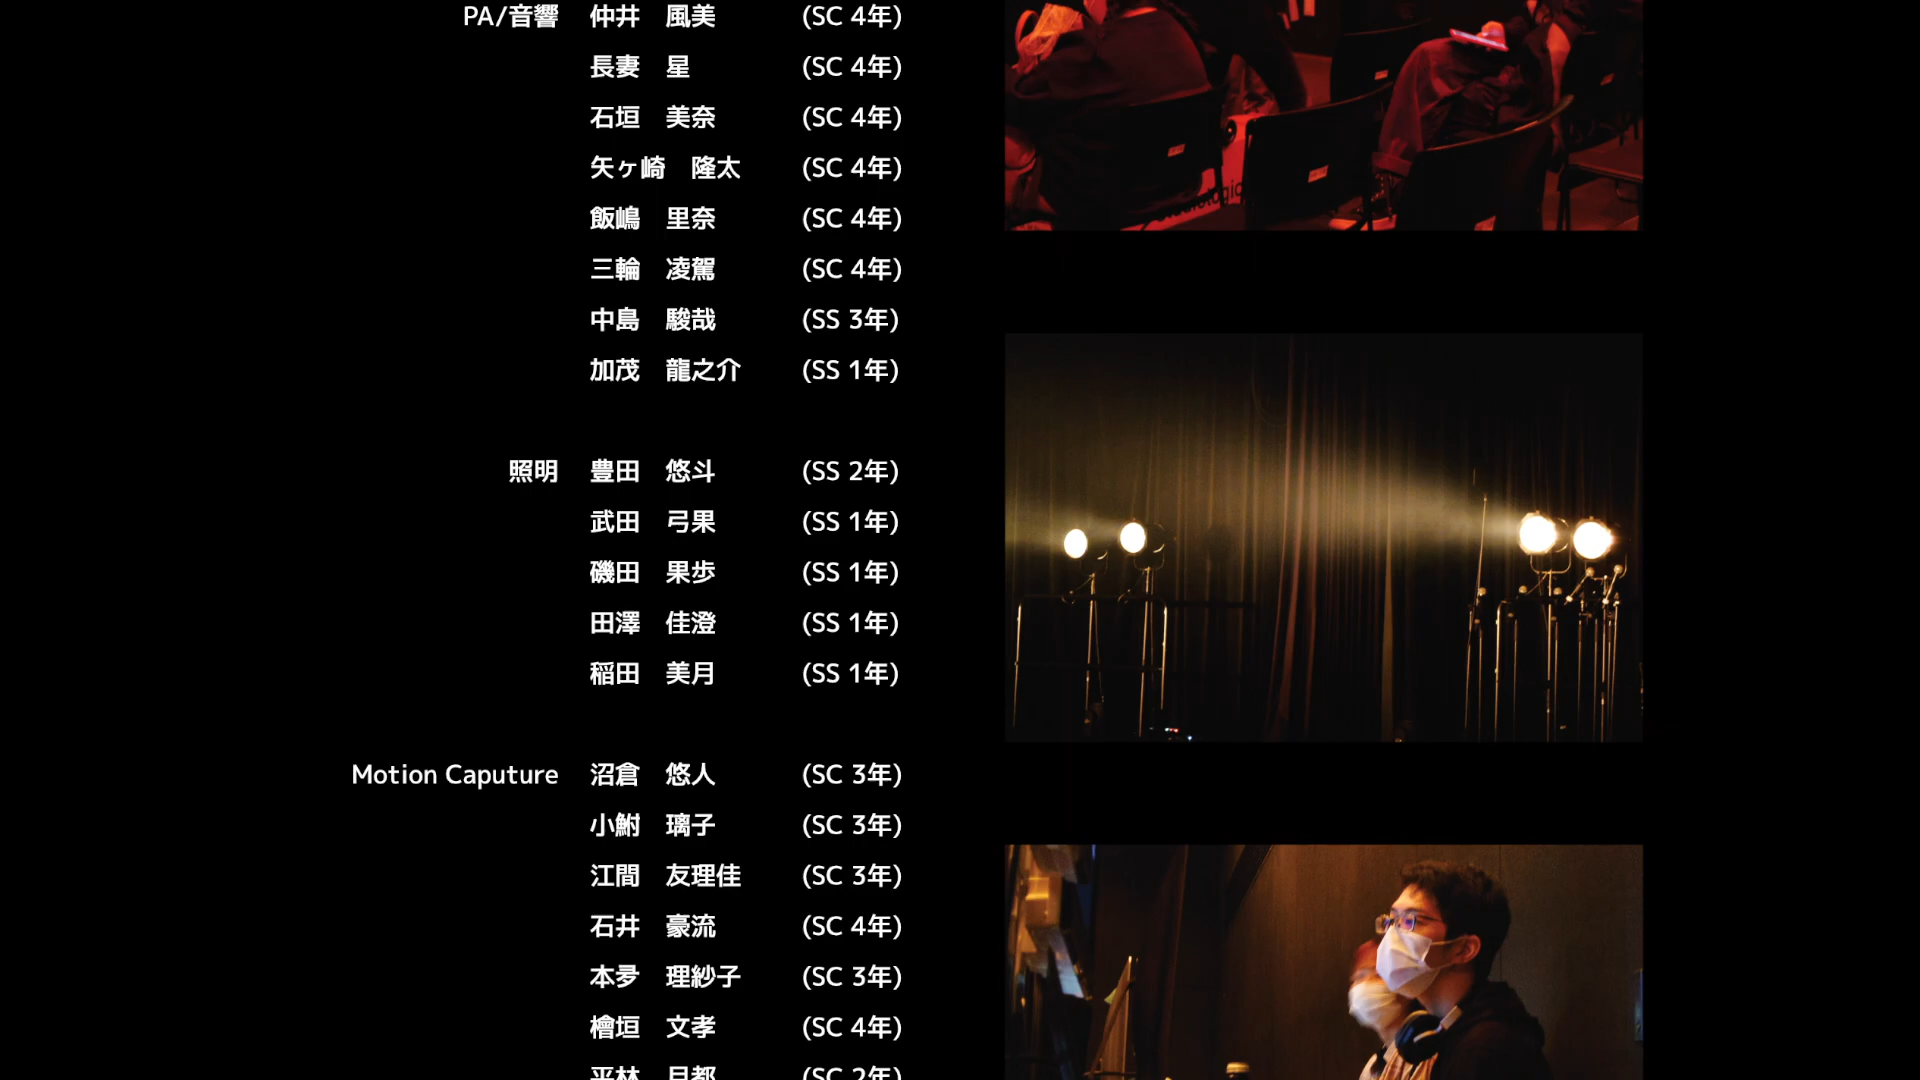 PA/音響 仲井 風美 (SC 4年)
長妻 星 (SC 4年)
石垣 美奈 (SC 4年)
矢ヶ崎 隆太 (SC 4年)
飯嶋 里奈 (SC 4年)
三輪 凌駕 (SC 4年)
中島 駿哉 (SS 3年)
加茂 龍之介 (SS 1年)
照明 豊田 悠斗 (SS 2年)
武田 弓果 (SS 1年)
磯田 果歩 (SS 1年)
田澤 佳澄 (SS 1年)
稲田 美月 (SS 1年)
Motion Caputure 沼倉 悠人 (SC 3年)
小鮒 璃子 (SC 3年)
江間 友理佳 (SC 3年)
石井 豪流 (SC 4年)
本夛 理紗子 (SC 3年)
檜垣 文孝 (SC 4年)
平林 (SC 2年)